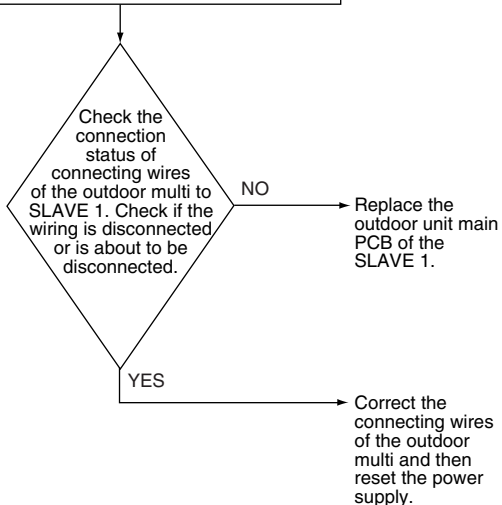 Check the
connection
status of
connecting wires
of the outdoor multi to
SLAVE 1. Check if the
wiring is disconnected
or is about to be
disconnected.
NO
Replace the
outdoor unit main
PCB of the
SLAVE 1.
YES
Correct the
connecting wires
of the outdoor
multi and then
reset the power
supply.